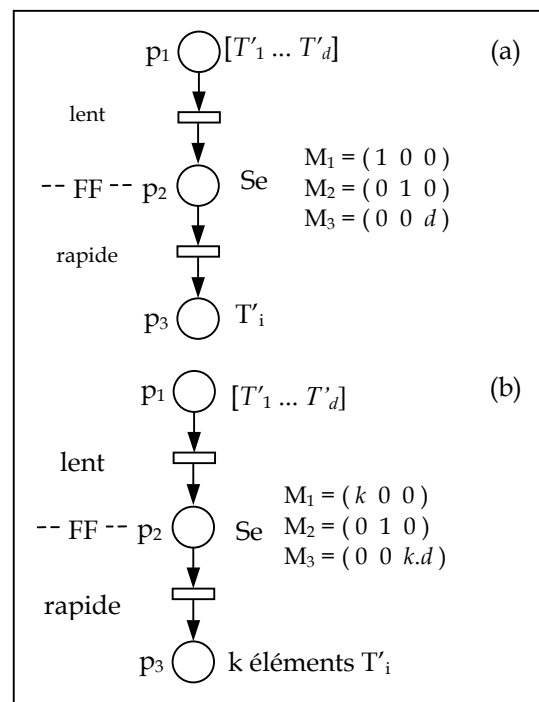 p1 [T'1 ... T'd] (a)
lent
M1 = ( 1 0 0 )
-- FF -- p2 Se M2 = ( 0 1 0 )
M3 = ( 0 0 d )
rapide
p3 T'i
p1 [T'1 ... T'd] (b)
lent
M1 = ( k 0 0 )
-- FF -- p2 Se M2 = ( 0 1 0 )
M3 = ( 0 0 k.d )
rapide
p3 k éléments T'i